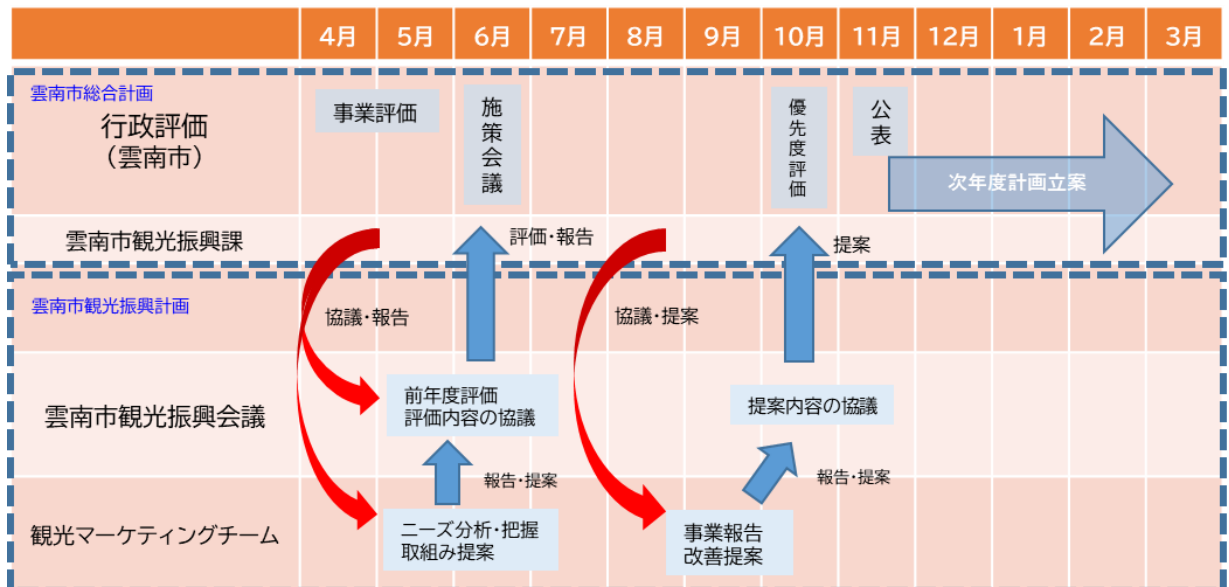 4月 5月 6月 7月 8月 9月 10月 11月 12月 1月 2月 3月
雲南市総合計画
行政評価
（雲南市）
事業評価
施策会議
優先度評価
公表
次年度計画立案
雲南市観光振興課
評価・報告
提案
雲南市観光振興計画
協議・報告
協議・提案
雲南市観光振興会議
前年度評価
評価内容の協議
提案内容の協議
報告・提案
報告・提案
観光マーケティングチーム
ニーズ分析・把握
取組み提案
事業報告
改善提案